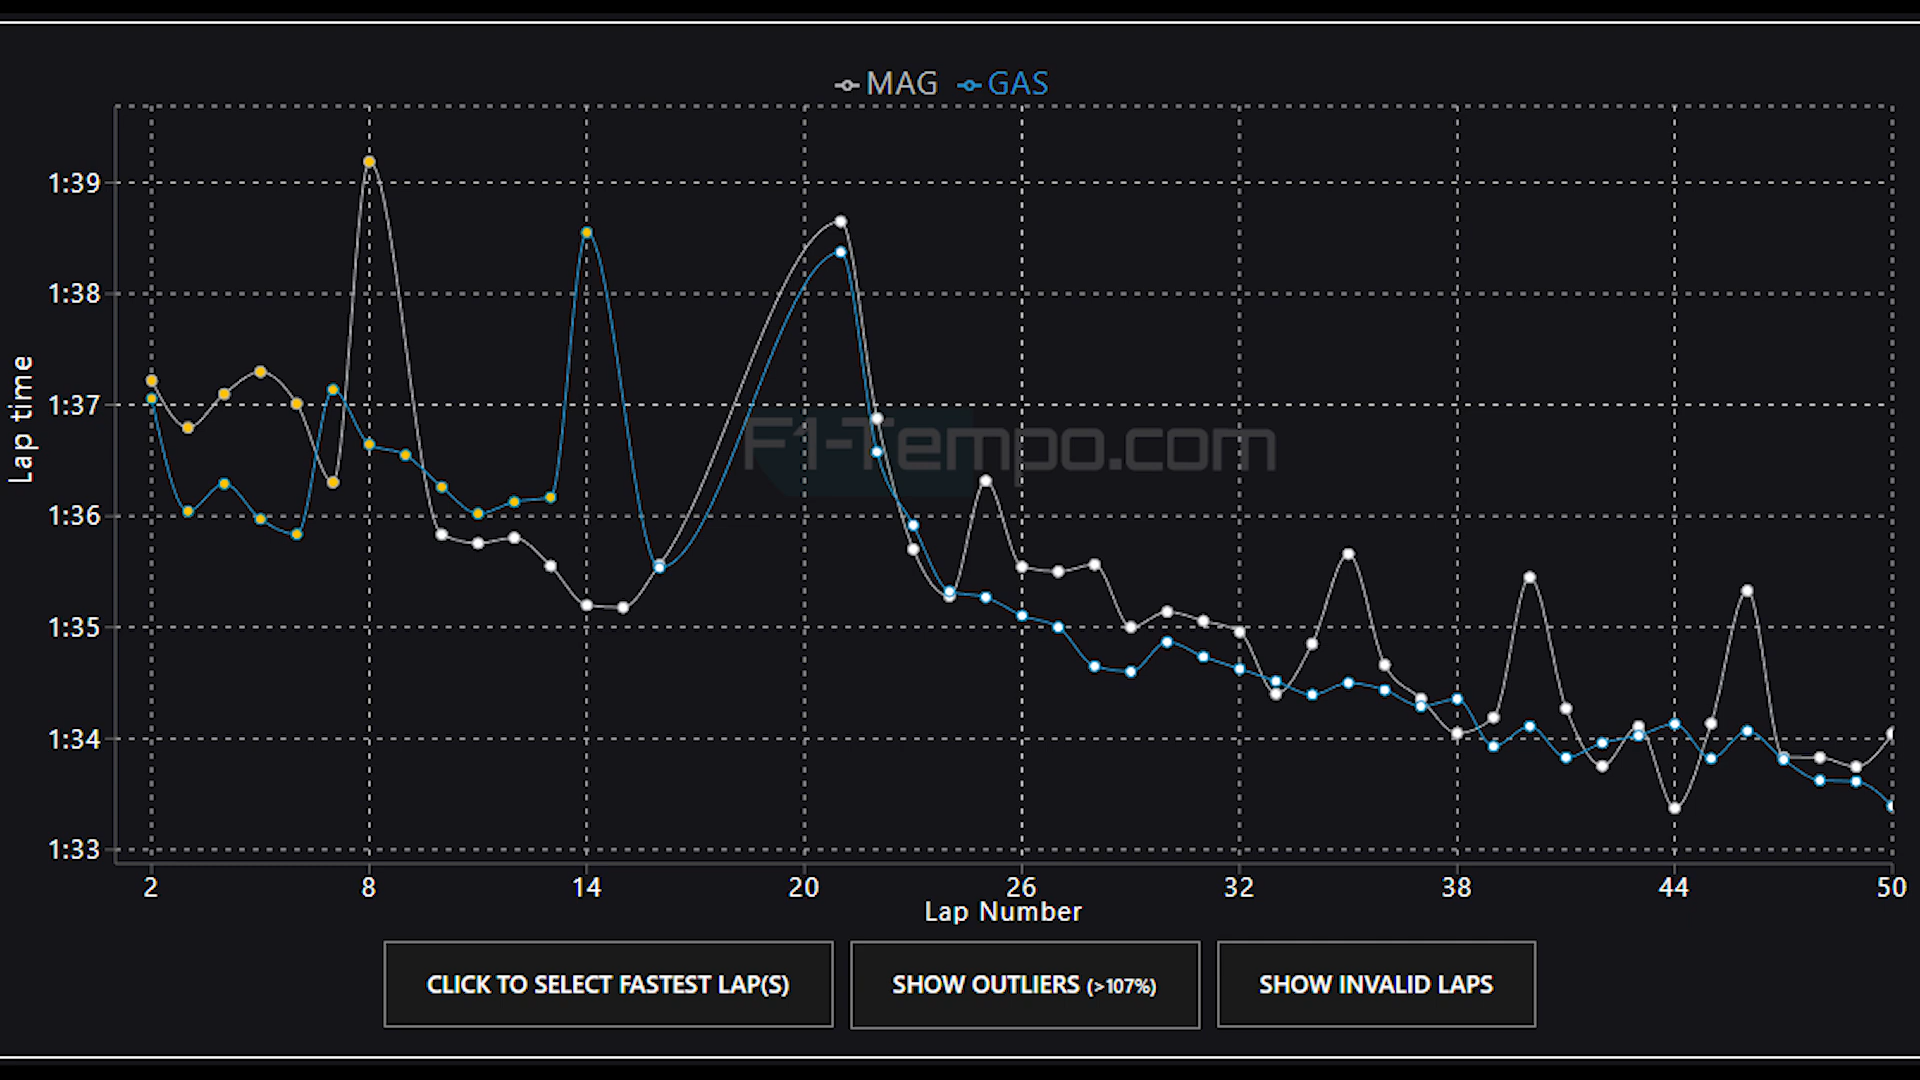 MAG GAS
1:39
1:38
1:37
1:36
1:35
1:34
1:33
Lap time
F1-Tempo.com
2 8 14 20 26 32 38 44 50
Lap Number
CLICK TO SELECT FASTEST LAP(S) SHOW OUTLIERS (>107%) SHOW INVALID LAPS